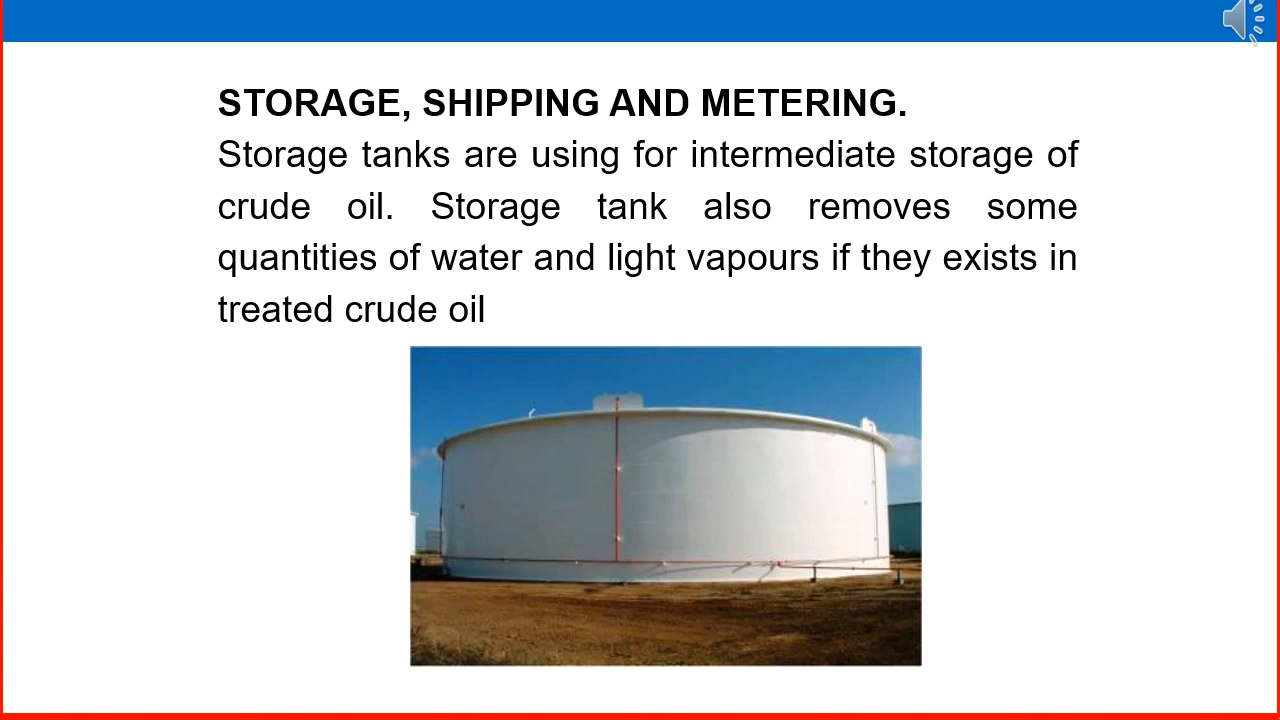 STORAGE, SHIPPING AND METERING.
Storage tanks are using for intermediate storage of
crude oil. Storage tank also removes some
quantities of water and light vapours if they exists in
treated crude oil